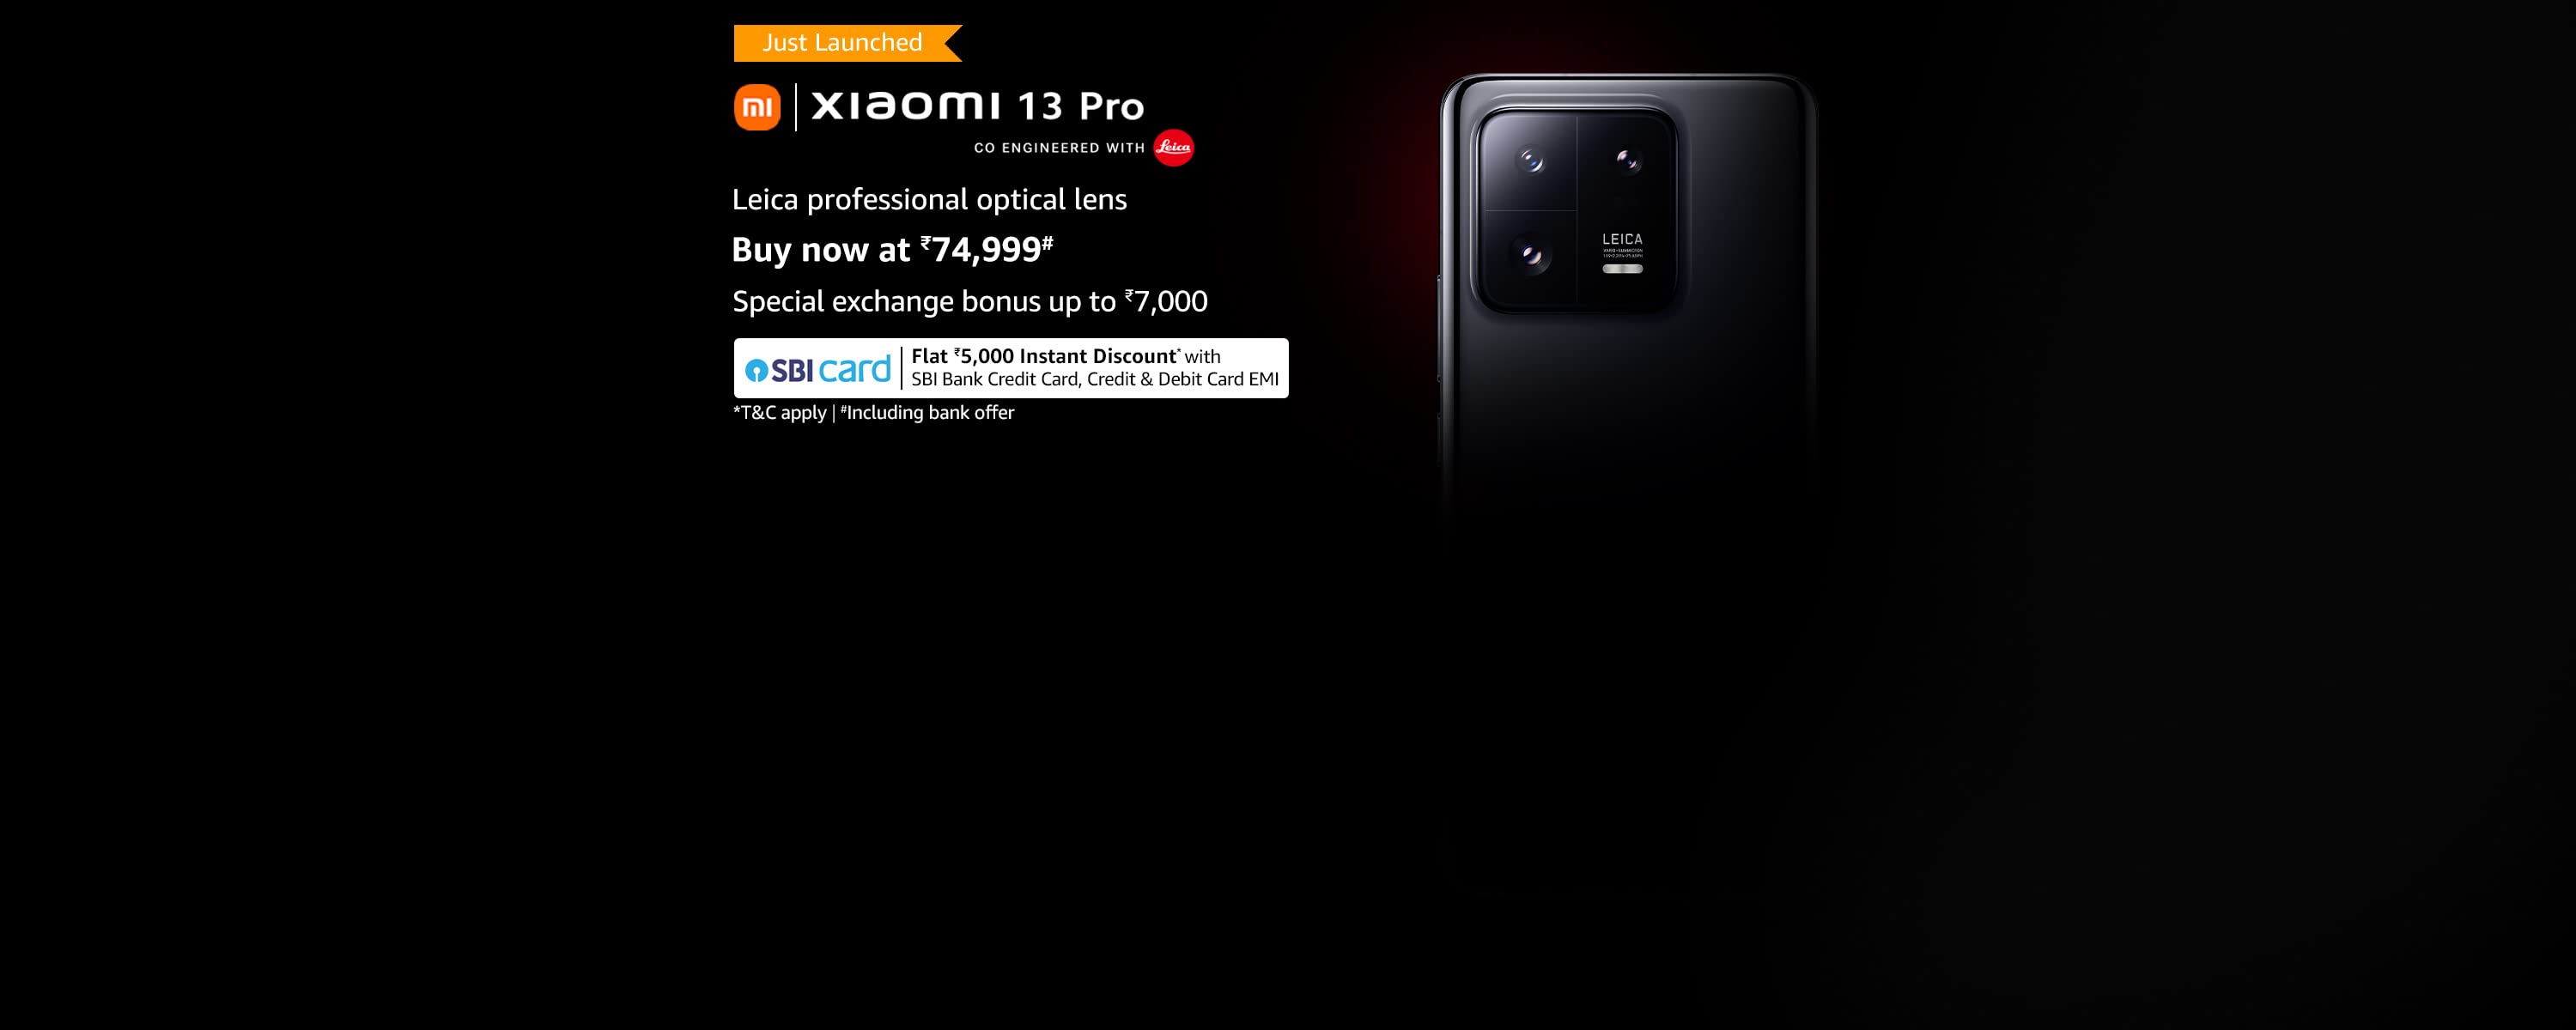 Just Launched
mi | xiaomi 13 Pro
CO ENGINEERED WITH Leica
Leica professional optical lens
Buy now at ₹74,999#
Special exchange bonus up to ₹7,000
SBI card | Flat ₹5,000 Instant Discount* with
SBI Bank Credit Card, Credit & Debit Card EMI
*T&C apply | #Including bank offer
LEICA